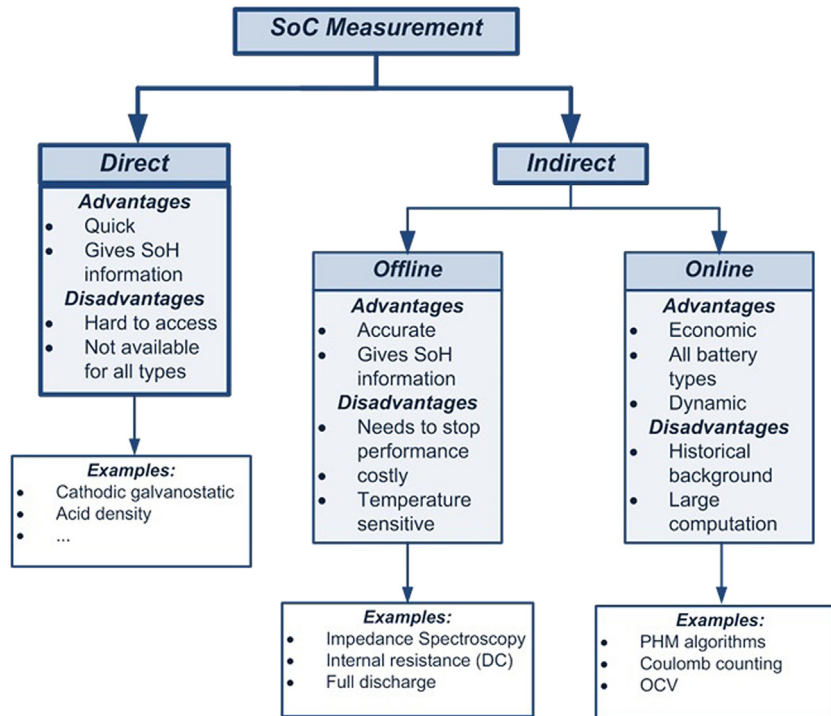 SoC Measurement
Direct
Advantages
• Quick
• Gives SoH
information
Disadvantages
• Hard to access
• Not available
for all types
Examples:
• Cathodic galvanostatic
• Acid density
• ...
Indirect
Offline
Advantages
• Accurate
• Gives SoH
information
Disadvantages
• Needs to stop
performance
• costly
• Temperature
sensitive
Examples:
• Impedance Spectroscopy
• Internal resistance (DC)
• Full discharge
Online
Advantages
• Economic
• All battery
types
• Dynamic
Disadvantages
• Historical
background
• Large
computation
Examples:
• PHM algorithms
• Coulomb counting
• OCV